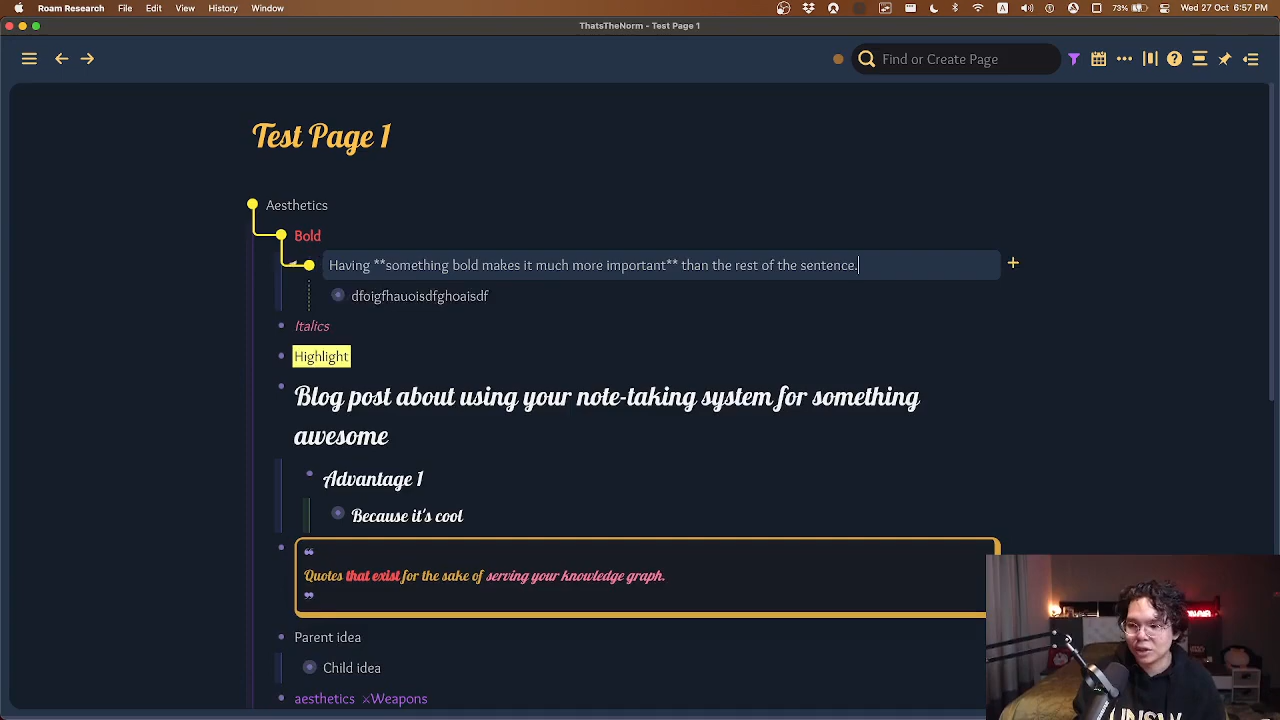 Roam Research File Edit View History Window 73% Wed 27 Oct 6:57 PM
ThatsTheNorm - Test Page 1
Find or Create Page
Test Page 1
Aesthetics
Bold
Having **something bold makes it much more important** than the rest of the sentence.
dfoigfhauoisdfghoaisdf
Italics
Highlight
Blog post about using your note-taking system for something
awesome
Advantage 1
Because it's cool
❝
Quotes that exist for the sake of serving your knowledge graph.
❞
Parent idea
Child idea
aesthetics ⚔Weapons